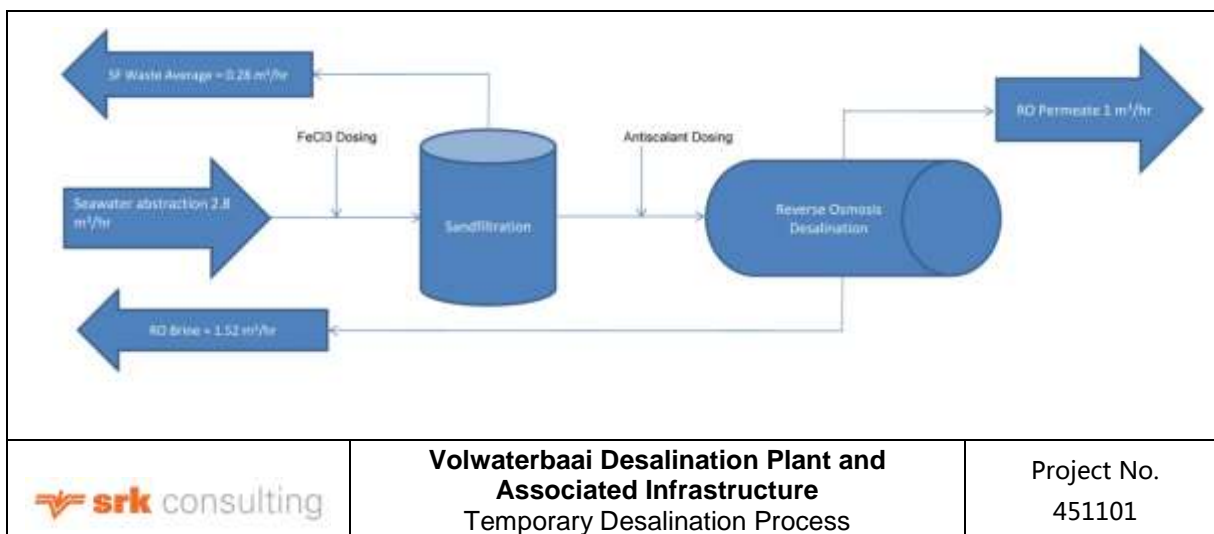 SF Waste Average = 0.28 m³/hr
RO Permeate 1 m³/hr
FeCl3 Dosing
Antiscalant Dosing
Seawater abstraction 2.8
m³/hr
Sandfiltration
Reverse Osmosis
Desalination
RO Brine = 1.52 m³/hr
srk consulting
Volwaterbaai Desalination Plant and
Associated Infrastructure
Temporary Desalination Process
Project No.
451101